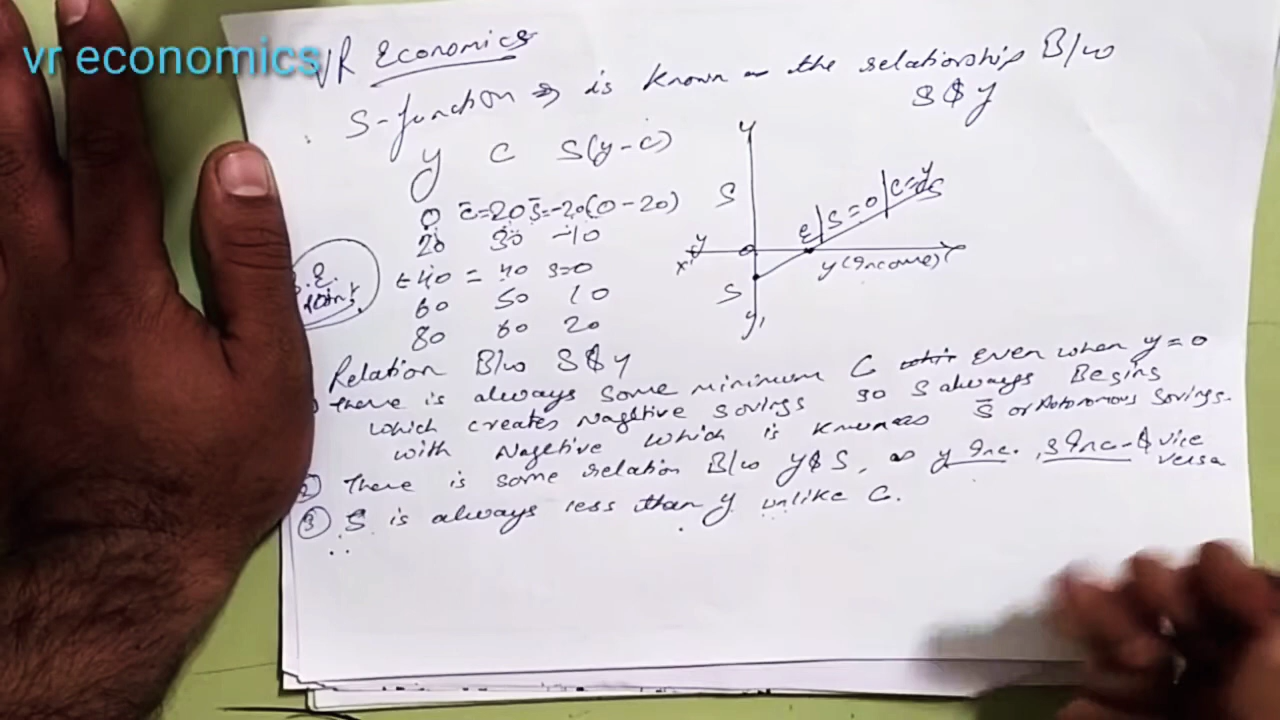 vr economics
VR Economics
S-function is known as the relationship B/w
S & y
y C S(y-c)
0 c̄=20 s̄=-20(0-20)
20 30 -10
40 = 40 s=0
60 50 10
80 60 20
B.E. point
y
S
E/S=0/C=y
S
x'
y (Income)
S
y'
Relation B/w S & y
There is always some minimum C even when y=0
which creates Nagetive savings so S always Begins
with Nagetive which is known as S̄ or Autonomous Savings.
② There is some relation B/w y & S, as y Inc., S Inc. & vice versa
③ S is always less than y unlike C.